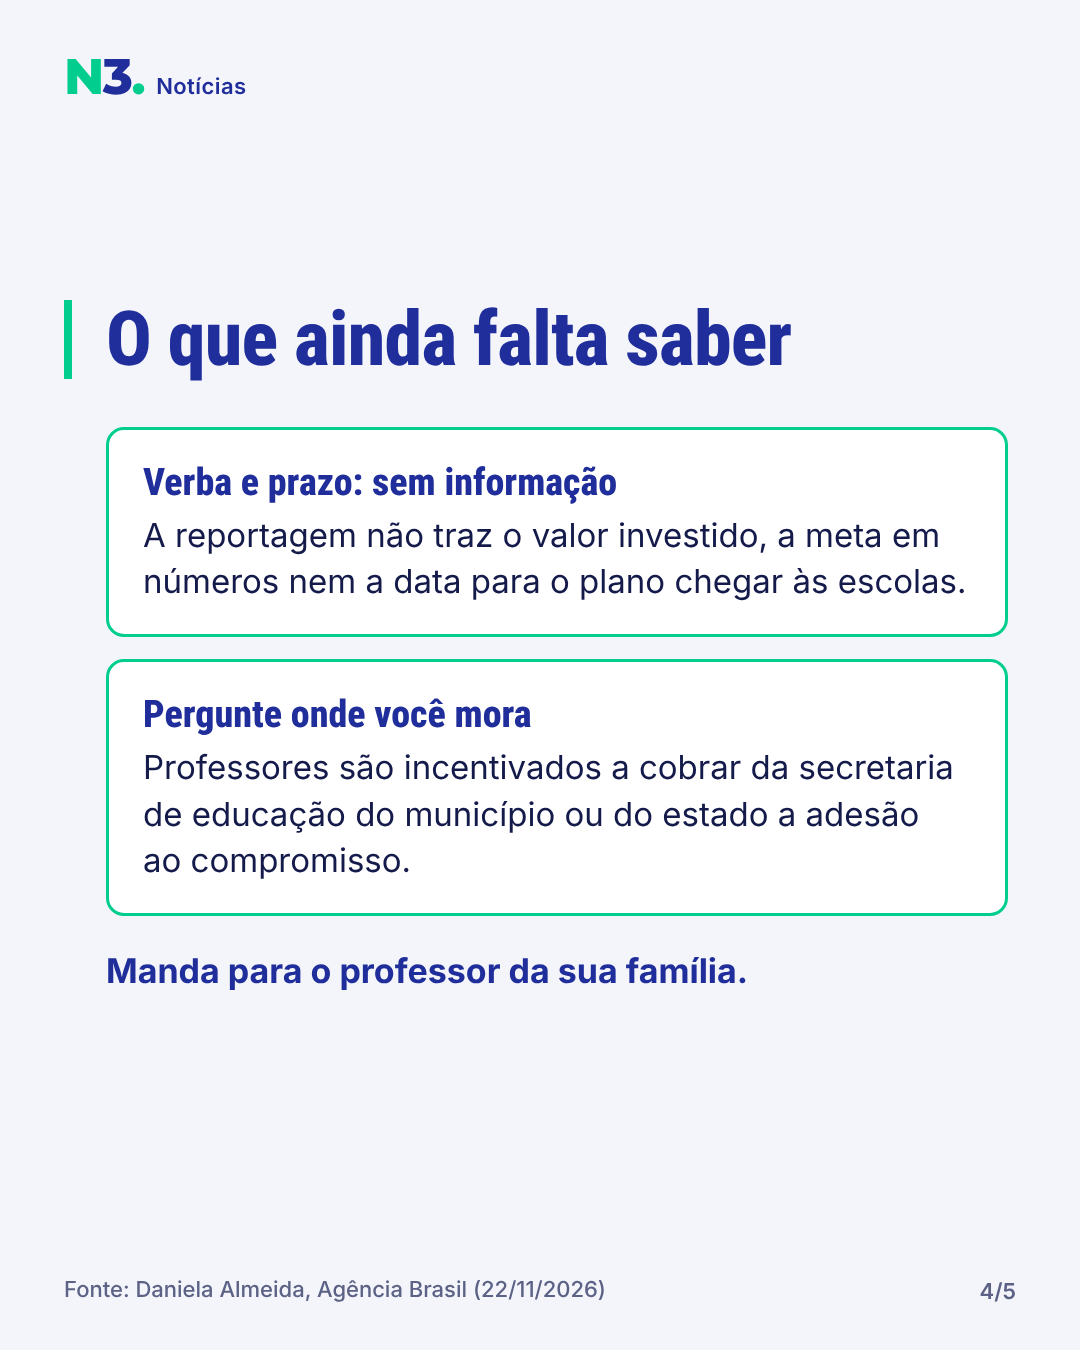 N3. Notícias
O que ainda falta saber
Verba e prazo: sem informação
A reportagem não traz o valor investido, a meta em
números nem a data para o plano chegar às escolas.
Pergunte onde você mora
Professores são incentivados a cobrar da secretaria
de educação do município ou do estado a adesão
ao compromisso.
Manda para o professor da sua família.
Fonte: Daniela Almeida, Agência Brasil (22/11/2026)
4/5